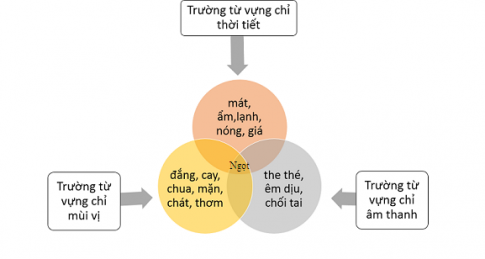 Trường từ vựng chỉ
thời tiết
mát,
ấm,lạnh,
nóng, giá
Ngọt
đắng, cay,
chua, mặn,
chát, thơm
the thé,
êm dịu,
chối tai
Trường từ
vựng chỉ
mùi vị
Trường từ
vựng chỉ
âm thanh